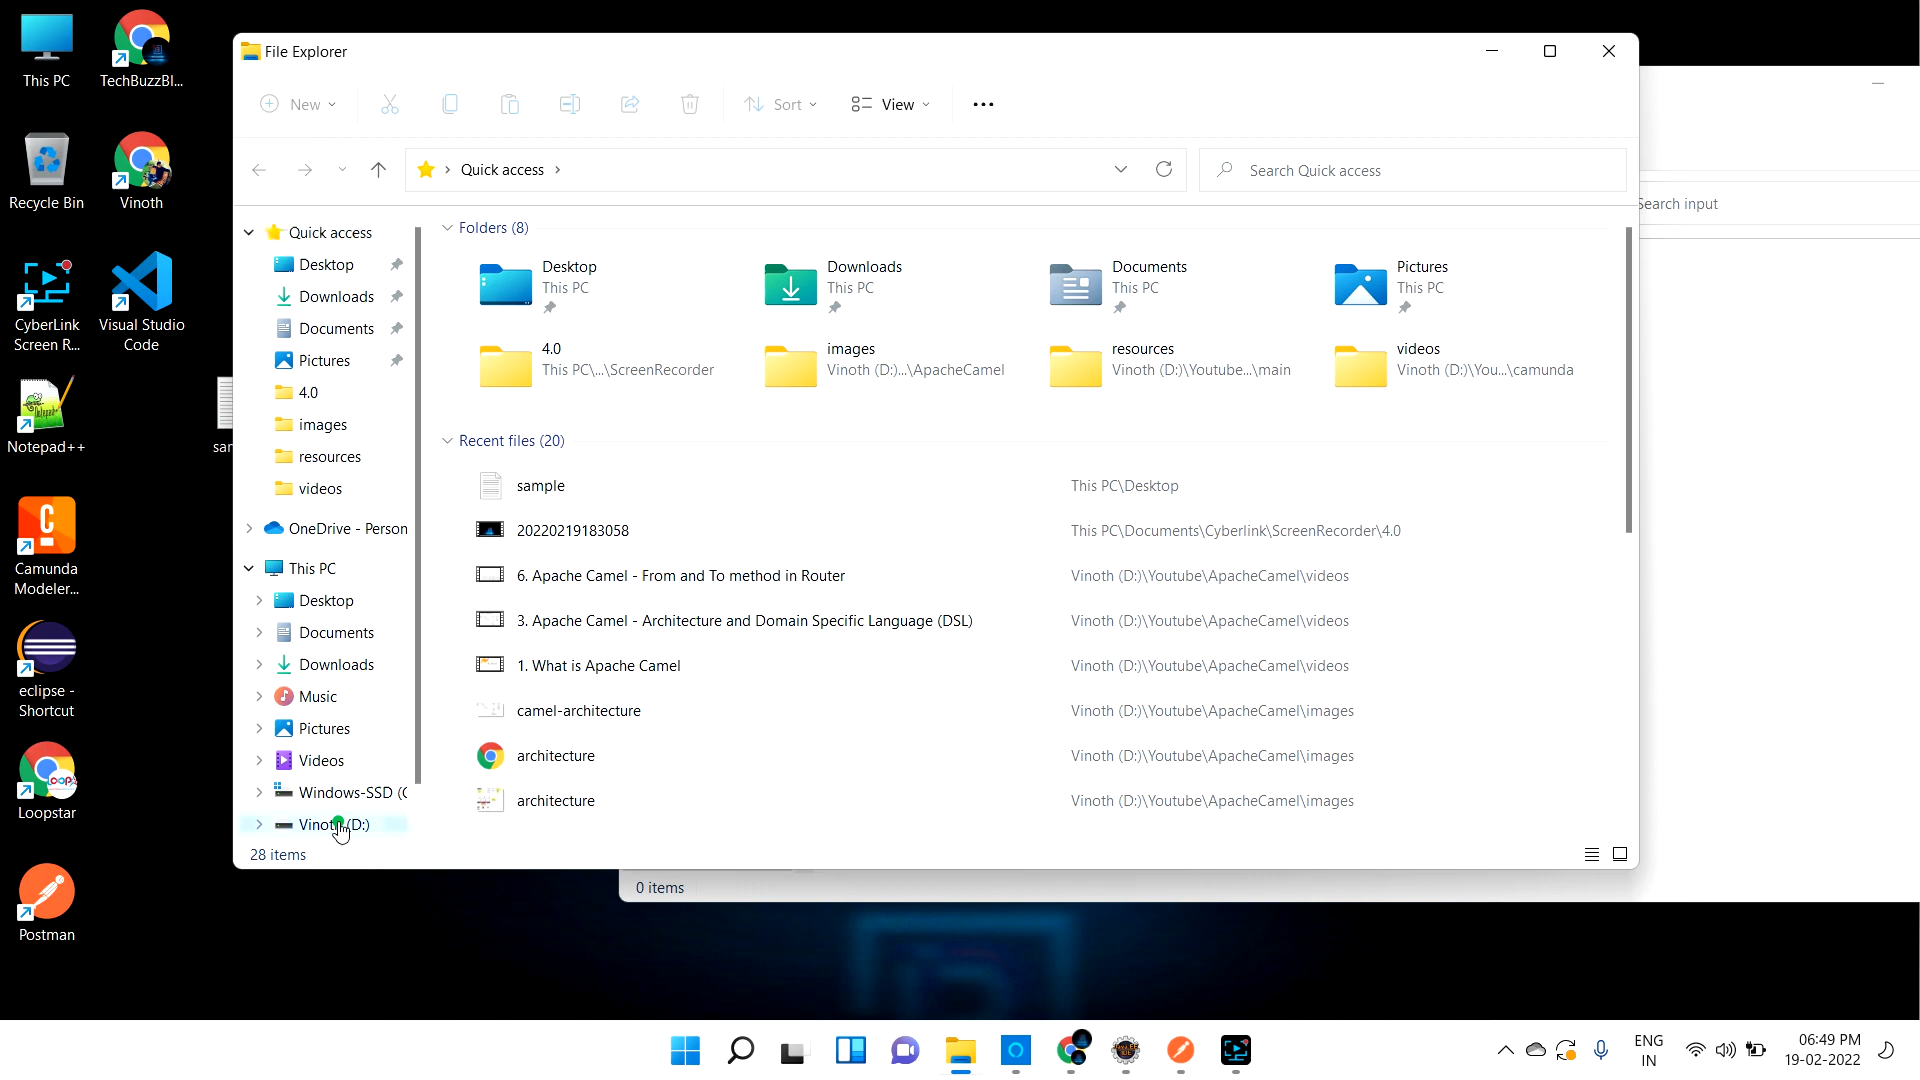 This PC
TechBuzzBl...
Recycle Bin
Vinoth
CyberLink
Screen R...
Visual Studio
Code
Notepad++
Camunda
Modeler...
eclipse -
Shortcut
Loopstar
Postman
File Explorer
New
Sort
View
Quick access
Search Quick access
Search input
Quick access
Desktop
Downloads
Documents
Pictures
4.0
images
resources
videos
OneDrive - Person
This PC
Desktop
Documents
Downloads
Music
Pictures
Videos
Windows-SSD (C
Vinoth (D:)
28 items
Folders (8)
Desktop
This PC
Downloads
This PC
Documents
This PC
Pictures
This PC
4.0
This PC\...\ScreenRecorder
images
Vinoth (D:)...\ApacheCamel
resources
Vinoth (D:)\Youtube...\main
videos
Vinoth (D:)\You...\camunda
Recent files (20)
sample This PC\Desktop
20220219183058 This PC\Documents\Cyberlink\ScreenRecorder\4.0
6. Apache Camel - From and To method in Router Vinoth (D:)\Youtube\ApacheCamel\videos
3. Apache Camel - Architecture and Domain Specific Language (DSL) Vinoth (D:)\Youtube\ApacheCamel\videos
1. What is Apache Camel Vinoth (D:)\Youtube\ApacheCamel\videos
camel-architecture Vinoth (D:)\Youtube\ApacheCamel\images
architecture Vinoth (D:)\Youtube\ApacheCamel\images
architecture Vinoth (D:)\Youtube\ApacheCamel\images
0 items
ENG
IN
06:49 PM
19-02-2022